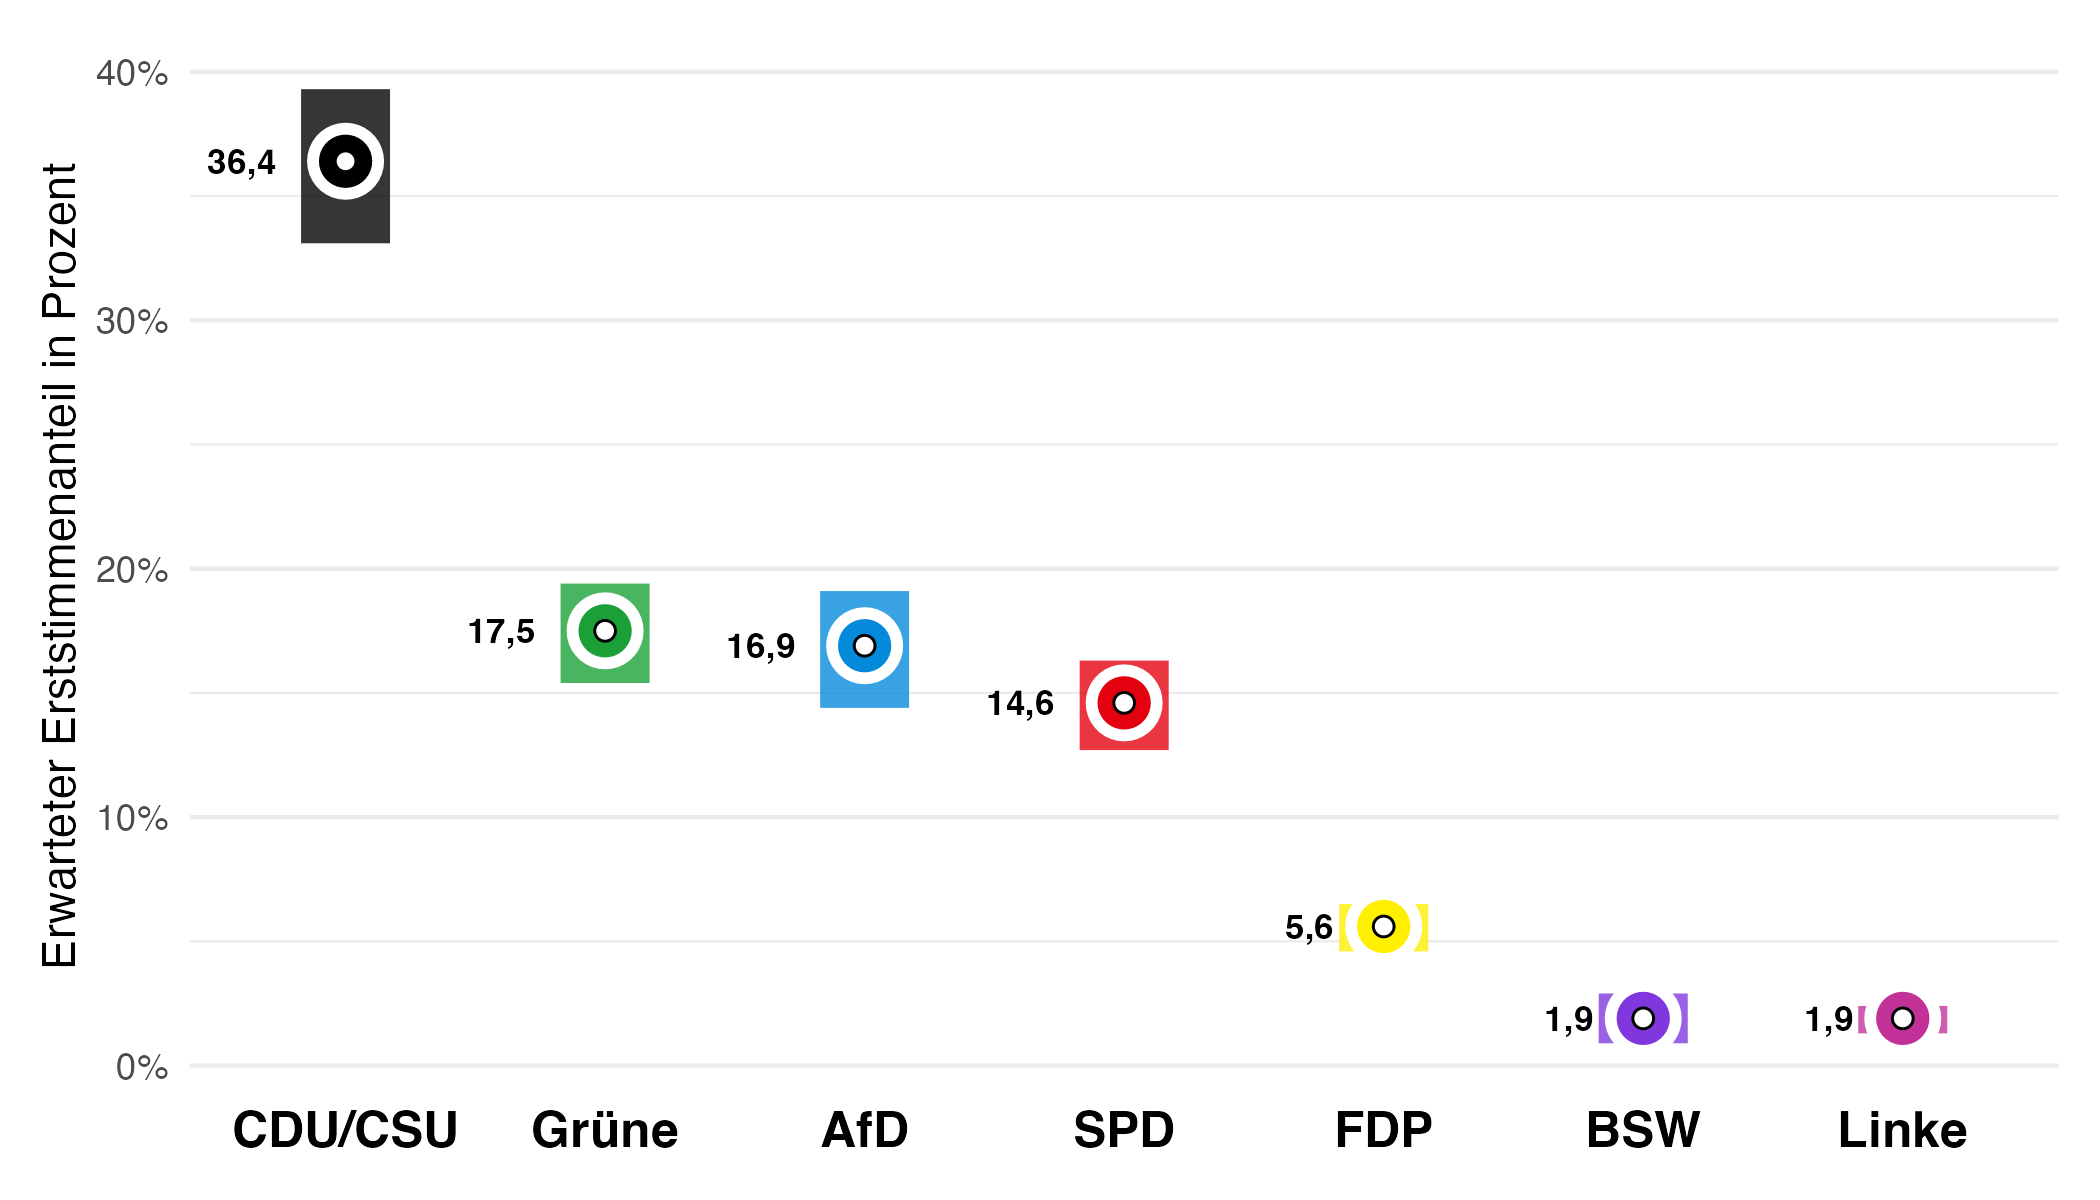 Erwarteter Erststimmenanteil in Prozent
40%
30%
20%
10%
0%
36,4
17,5
16,9
14,6
5,6
1,9
1,9
CDU/CSU
Grüne
AfD
SPD
FDP
BSW
Linke